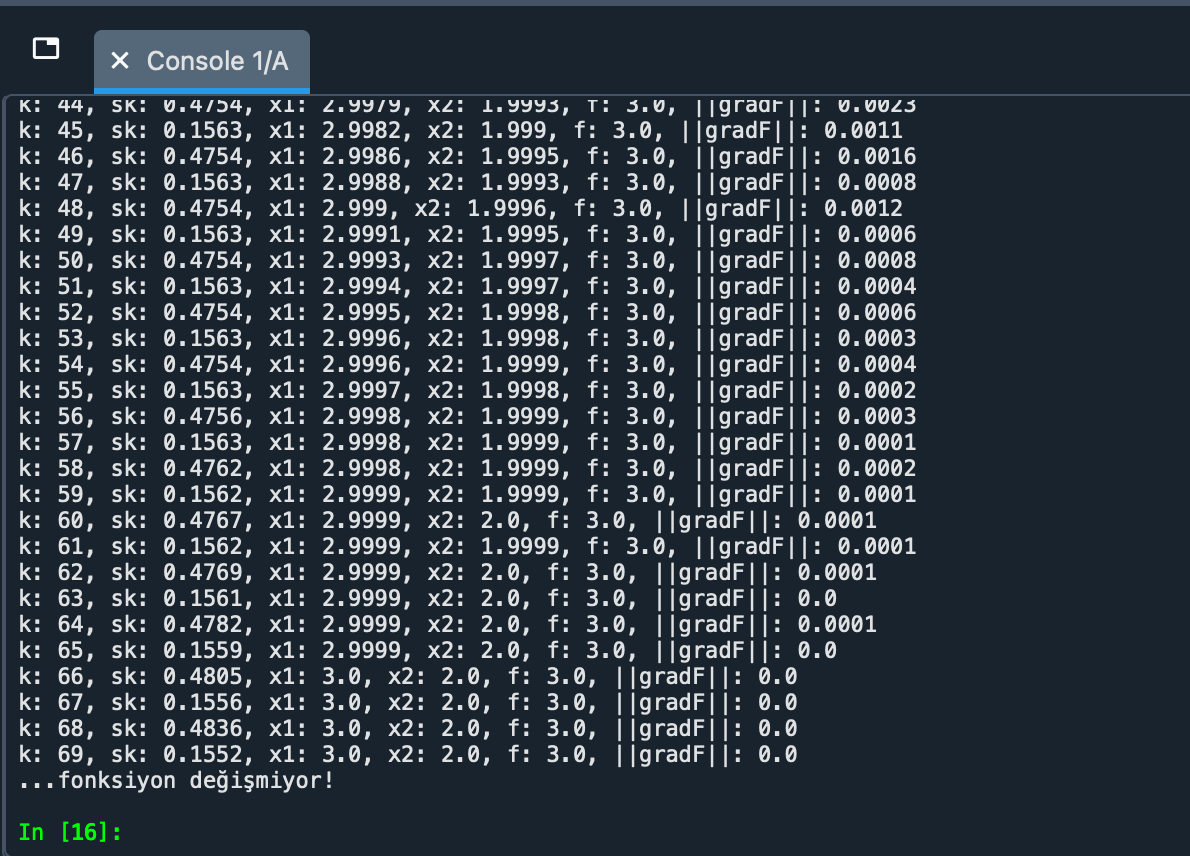 Console 1/A
k: 44, sk: 0.4754, x1: 2.9979, x2: 1.9993, f: 3.0, ||gradF||: 0.0023
k: 45, sk: 0.1563, x1: 2.9982, x2: 1.999, f: 3.0, ||gradF||: 0.0011
k: 46, sk: 0.4754, x1: 2.9986, x2: 1.9995, f: 3.0, ||gradF||: 0.0016
k: 47, sk: 0.1563, x1: 2.9988, x2: 1.9993, f: 3.0, ||gradF||: 0.0008
k: 48, sk: 0.4754, x1: 2.999, x2: 1.9996, f: 3.0, ||gradF||: 0.0012
k: 49, sk: 0.1563, x1: 2.9991, x2: 1.9995, f: 3.0, ||gradF||: 0.0006
k: 50, sk: 0.4754, x1: 2.9993, x2: 1.9997, f: 3.0, ||gradF||: 0.0008
k: 51, sk: 0.1563, x1: 2.9994, x2: 1.9997, f: 3.0, ||gradF||: 0.0004
k: 52, sk: 0.4754, x1: 2.9995, x2: 1.9998, f: 3.0, ||gradF||: 0.0006
k: 53, sk: 0.1563, x1: 2.9996, x2: 1.9998, f: 3.0, ||gradF||: 0.0003
k: 54, sk: 0.4754, x1: 2.9996, x2: 1.9999, f: 3.0, ||gradF||: 0.0004
k: 55, sk: 0.1563, x1: 2.9997, x2: 1.9998, f: 3.0, ||gradF||: 0.0002
k: 56, sk: 0.4756, x1: 2.9998, x2: 1.9999, f: 3.0, ||gradF||: 0.0003
k: 57, sk: 0.1563, x1: 2.9998, x2: 1.9999, f: 3.0, ||gradF||: 0.0001
k: 58, sk: 0.4762, x1: 2.9998, x2: 1.9999, f: 3.0, ||gradF||: 0.0002
k: 59, sk: 0.1562, x1: 2.9999, x2: 1.9999, f: 3.0, ||gradF||: 0.0001
k: 60, sk: 0.4767, x1: 2.9999, x2: 2.0, f: 3.0, ||gradF||: 0.0001
k: 61, sk: 0.1562, x1: 2.9999, x2: 1.9999, f: 3.0, ||gradF||: 0.0001
k: 62, sk: 0.4769, x1: 2.9999, x2: 2.0, f: 3.0, ||gradF||: 0.0001
k: 63, sk: 0.1561, x1: 2.9999, x2: 2.0, f: 3.0, ||gradF||: 0.0
k: 64, sk: 0.4782, x1: 2.9999, x2: 2.0, f: 3.0, ||gradF||: 0.0001
k: 65, sk: 0.1559, x1: 2.9999, x2: 2.0, f: 3.0, ||gradF||: 0.0
k: 66, sk: 0.4805, x1: 3.0, x2: 2.0, f: 3.0, ||gradF||: 0.0
k: 67, sk: 0.1556, x1: 3.0, x2: 2.0, f: 3.0, ||gradF||: 0.0
k: 68, sk: 0.4836, x1: 3.0, x2: 2.0, f: 3.0, ||gradF||: 0.0
k: 69, sk: 0.1552, x1: 3.0, x2: 2.0, f: 3.0, ||gradF||: 0.0
...fonksiyon değişmiyor!
In [16]: